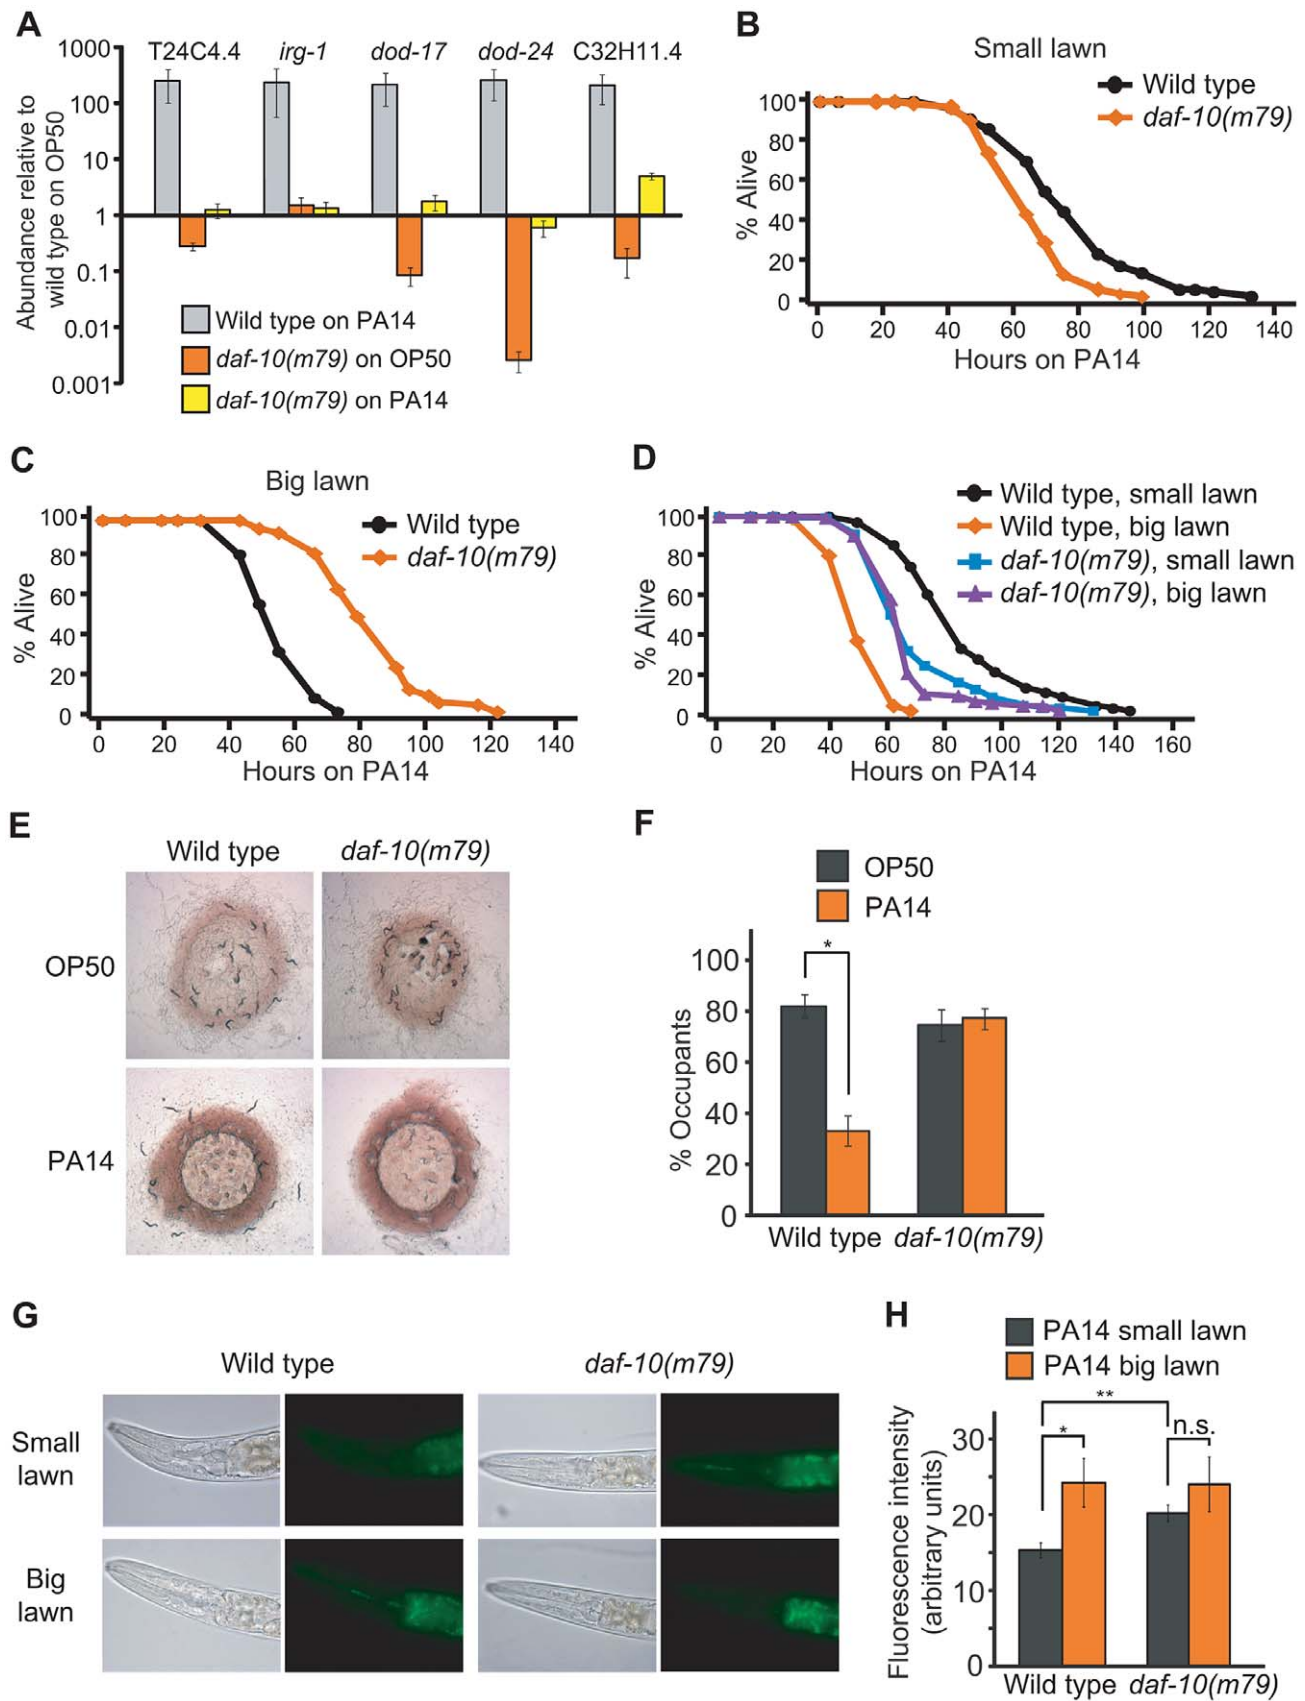 A
T24C4.4 irg-1 dod-17 dod-24 C32H11.4
Abundance relative to
wild type on OP50
1000
100
10
1
0.1
0.01
0.001
Wild type on PA14
daf-10(m79) on OP50
daf-10(m79) on PA14
B
Small lawn
Wild type
daf-10(m79)
% Alive
100
80
60
40
20
0
0 20 40 60 80 100 120 140
Hours on PA14
C
Big lawn
Wild type
daf-10(m79)
% Alive
100
80
60
40
20
0
0 20 40 60 80 100 120 140
Hours on PA14
D
Wild type, small lawn
Wild type, big lawn
daf-10(m79), small lawn
daf-10(m79), big lawn
% Alive
100
80
60
40
20
0
0 20 40 60 80 100 120 140 160
Hours on PA14
E
Wild type daf-10(m79)
OP50
PA14
F
OP50
PA14
% Occupants
100
80
60
40
20
0
*
Wild type daf-10(m79)
G
Wild type daf-10(m79)
Small
lawn
Big
lawn
H
PA14 small lawn
PA14 big lawn
Fluorescence intensity
(arbitrary units)
30
20
10
0
**
*
n.s.
Wild type daf-10(m79)